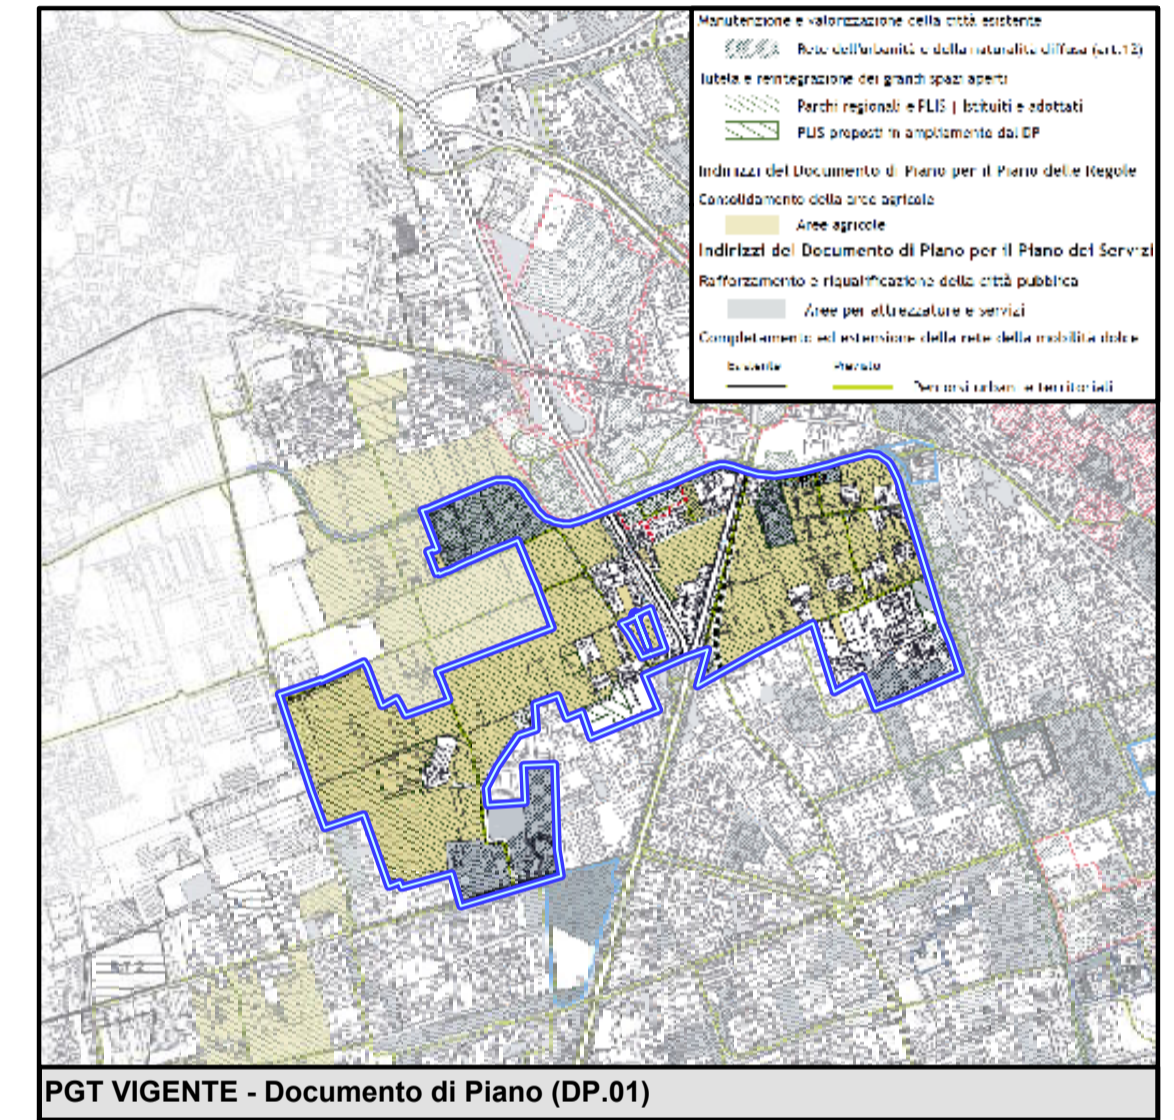 Manutenzione e valorizzazione della città esistente
Rete dell'urbanità e della naturalità diffusa (art.12)
Tutela e reintegrazione dei grandi spazi aperti
Parchi regionali e PLIS | Istituiti e adottati
PLIS proposti in ampliamento dal DP
Indirizzi del Documento di Piano per il Piano delle Regole
Consolidamento della aree agricole
Aree agricole
Indirizzi del Documento di Piano per il Piano dei Servizi
Rafforzamento e riqualificazione della città pubblica
Aree per attrezzature e servizi
Completamento ed estensione della rete della mobilità dolce
Esistente Previsto
Percorsi urbani e territoriali
PGT VIGENTE - Documento di Piano (DP.01)